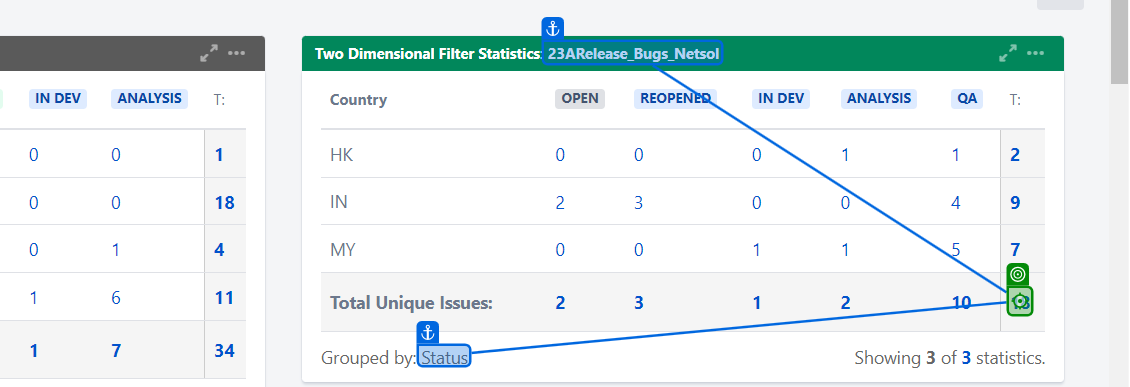 IN DEV ANALYSIS T:
0 0 1
0 0 18
0 1 4
1 6 11
1 7 34
Two Dimensional Filter Statistics: 23ARelease_Bugs_Netsol
Country OPEN REOPENED IN DEV ANALYSIS QA T:
HK 0 0 0 1 1 2
IN 2 3 0 0 4 9
MY 0 0 1 1 5 7
Total Unique Issues: 2 3 1 2 10
Grouped by: Status
Showing 3 of 3 statistics.